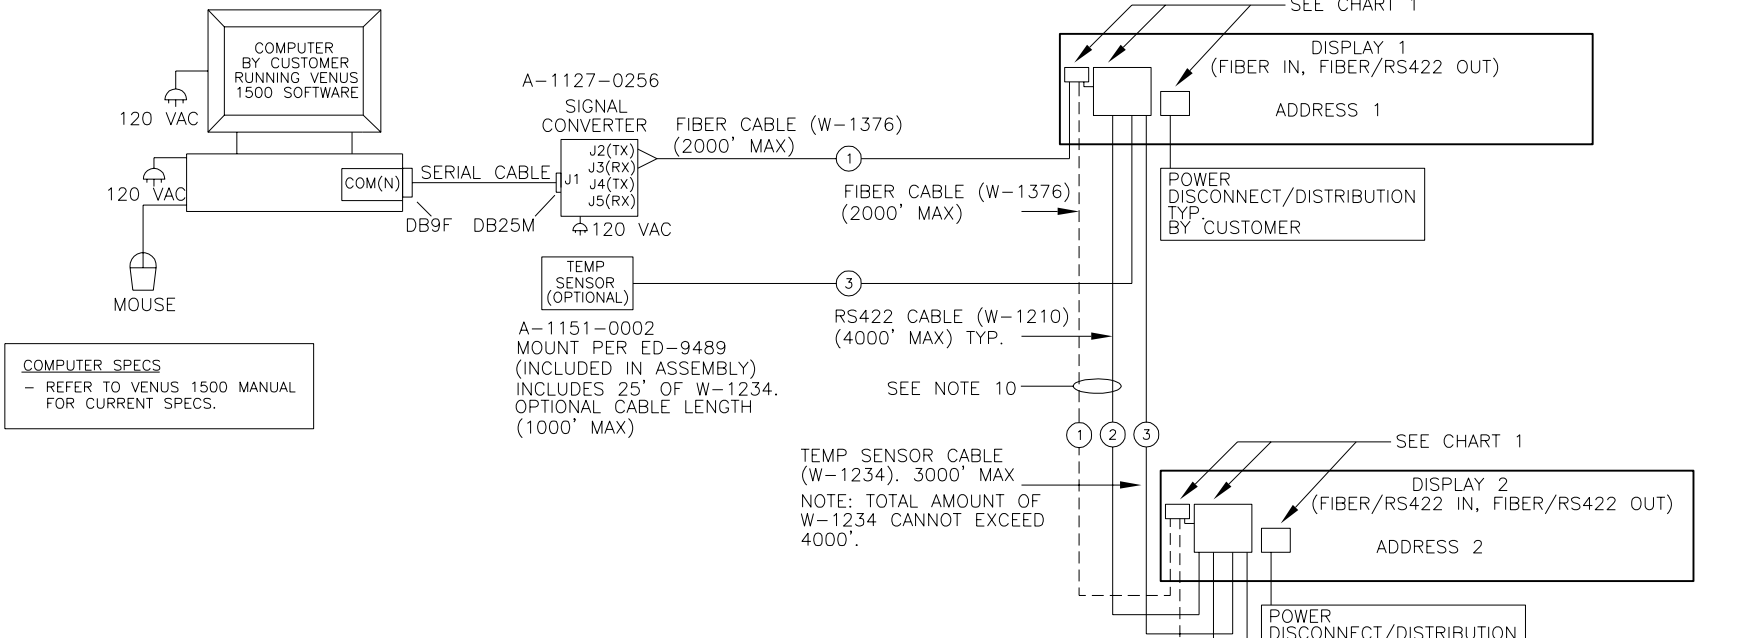 COMPUTER
BY CUSTOMER
RUNNING VENUS
1500 SOFTWARE
120 VAC
120 VAC
COM(N)
SERIAL CABLE
DB9F
DB25M
MOUSE
COMPUTER SPECS
– REFER TO VENUS 1500 MANUAL
FOR CURRENT SPECS.
A–1127–0256
SIGNAL
CONVERTER
J1
J2(TX)
J3(RX)
J4(TX)
J5(RX)
120 VAC
FIBER CABLE (W–1376)
(2000' MAX)
1
FIBER CABLE (W–1376)
(2000' MAX)
TEMP
SENSOR
(OPTIONAL)
3
A–1151–0002
MOUNT PER ED–9489
(INCLUDED IN ASSEMBLY)
INCLUDES 25' OF W–1234.
OPTIONAL CABLE LENGTH
(1000' MAX)
RS422 CABLE (W–1210)
(4000' MAX) TYP.
SEE NOTE 10
1
2
3
TEMP SENSOR CABLE
(W–1234). 3000' MAX
NOTE: TOTAL AMOUNT OF
W–1234 CANNOT EXCEED
4000'.
SEE CHART 1
DISPLAY 1
(FIBER IN, FIBER/RS422 OUT)
ADDRESS 1
POWER
DISCONNECT/DISTRIBUTION
TYP.
BY CUSTOMER
SEE CHART 1
DISPLAY 2
(FIBER/RS422 IN, FIBER/RS422 OUT)
ADDRESS 2
POWER
DISCONNECT/DISTRIBUTION